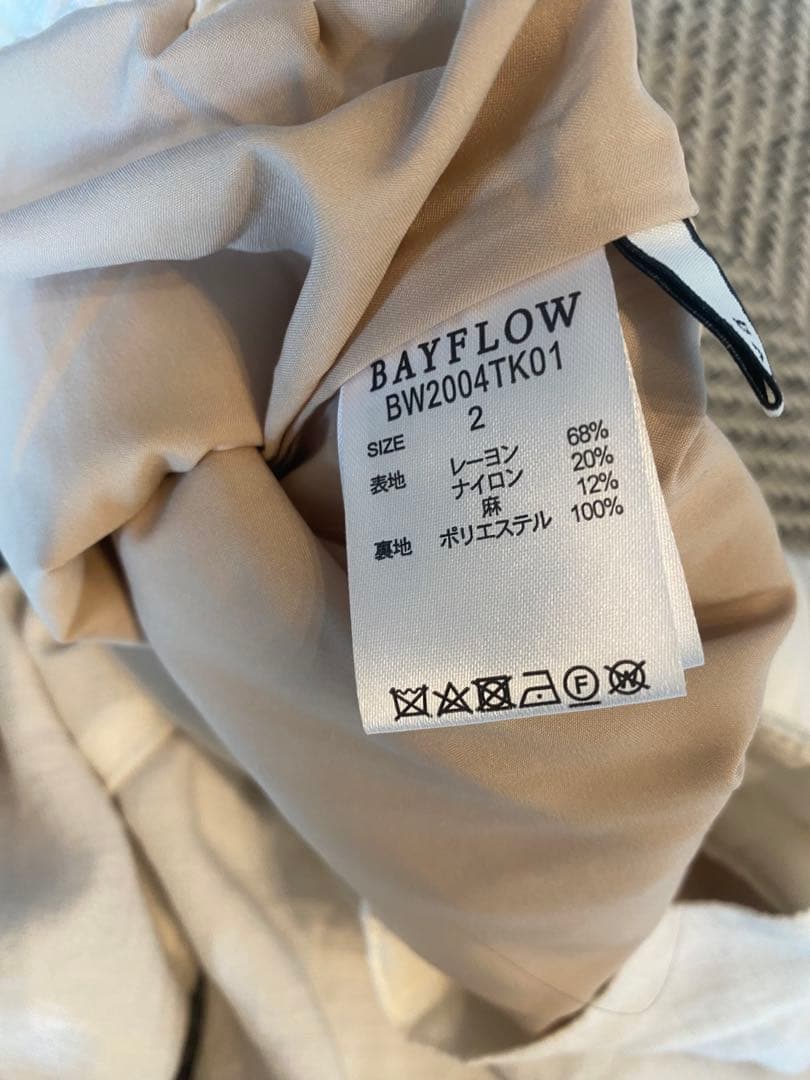 BAYFLOW
BW2004TK01
SIZE 2
表地 レーヨン 68%
ナイロン 20%
麻 12%
裏地 ポリエステル 100%
F
W